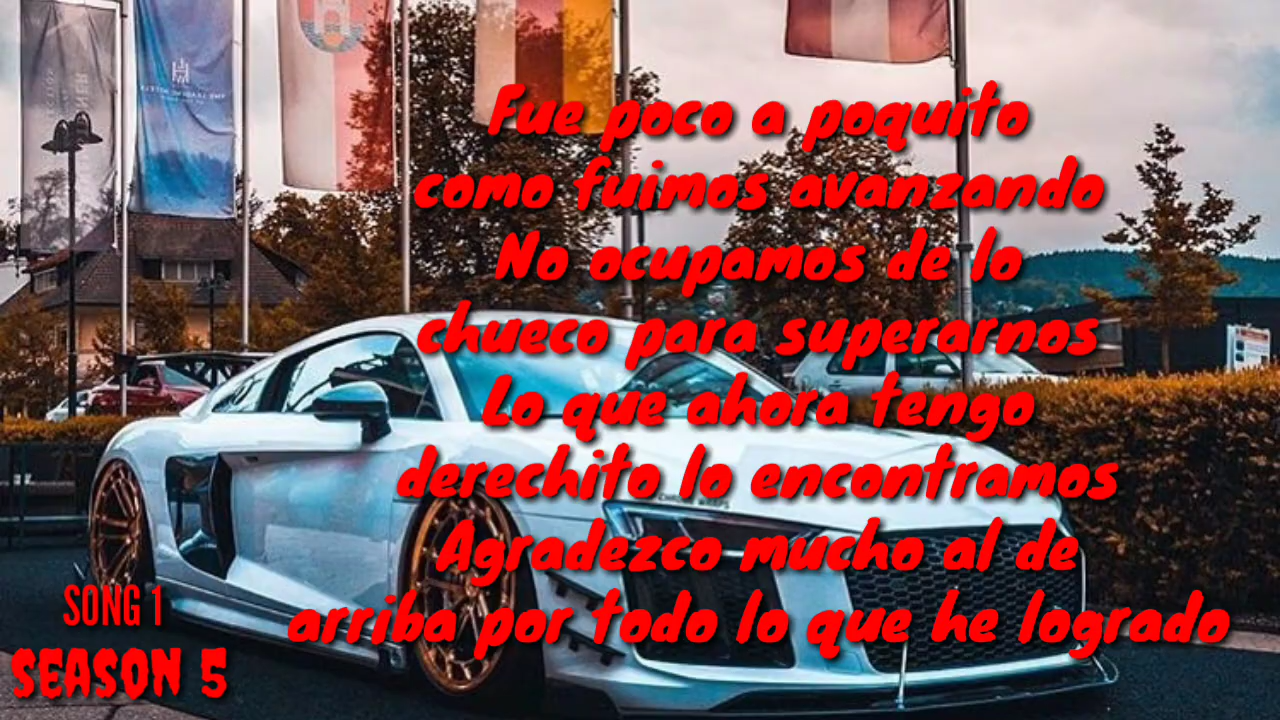 Fue poco a poquito
como fuimos avanzando
No ocupamos de lo
chueco para superarnos
Lo que ahora tengo
derechito lo encontramos
Agradezco mucho al de
arriba por todo lo que he logrado
SONG 1
SEASON 5